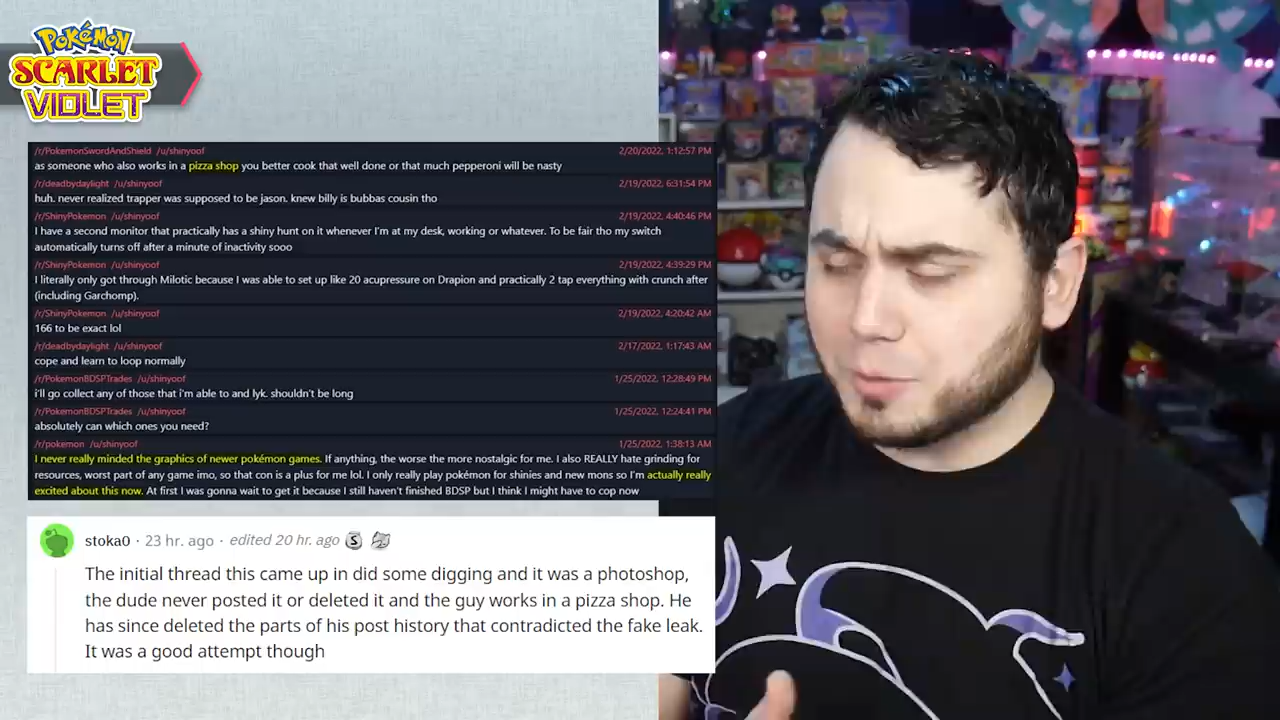 POKéMON
SCARLET
VIOLET
/r/PokemonSwordAndShield /u/shinyoof 2/20/2022, 1:12:57 PM
as someone who also works in a pizza shop you better cook that well done or that much pepperoni will be nasty
/r/deadbydaylight /u/shinyoof 2/19/2022, 6:31:54 PM
huh. never realized trapper was supposed to be jason. knew billy is bubbas cousin tho
/r/ShinyPokemon /u/shinyoof 2/19/2022, 4:40:46 PM
I have a second monitor that practically has a shiny hunt on it whenever I'm at my desk, working or whatever. To be fair tho my switch
automatically turns off after a minute of inactivity sooo
/r/ShinyPokemon /u/shinyoof 2/19/2022, 4:39:29 PM
I literally only got through Milotic because I was able to set up like 20 acupressure on Drapion and practically 2 tap everything with crunch after
(including Garchomp).
/r/ShinyPokemon /u/shinyoof 2/19/2022, 4:20:42 AM
166 to be exact lol
/r/deadbydaylight /u/shinyoof 2/17/2022, 1:17:43 AM
cope and learn to loop normally
/r/PokemonBDSPTrades /u/shinyoof 1/25/2022, 12:28:49 PM
i'll go collect any of those that i'm able to and lyk. shouldn't be long
/r/PokemonBDSPTrades /u/shinyoof 1/25/2022, 12:24:41 PM
absolutely can which ones you need?
/r/pokemon /u/shinyoof 1/25/2022, 1:38:13 AM
I never really minded the graphics of newer pokémon games. If anything, the worse the more nostalgic for me. I also REALLY hate grinding for
resources, worst part of any game imo, so that con is a plus for me lol. I only really play pokémon for shinies and new mons so I'm actually really
excited about this now. At first I was gonna wait to get it because I still haven't finished BDSP but I think I might have to cop now
stoka0 · 23 hr. ago · edited 20 hr. ago S
The initial thread this came up in did some digging and it was a photoshop,
the dude never posted it or deleted it and the guy works in a pizza shop. He
has since deleted the parts of his post history that contradicted the fake leak.
It was a good attempt though